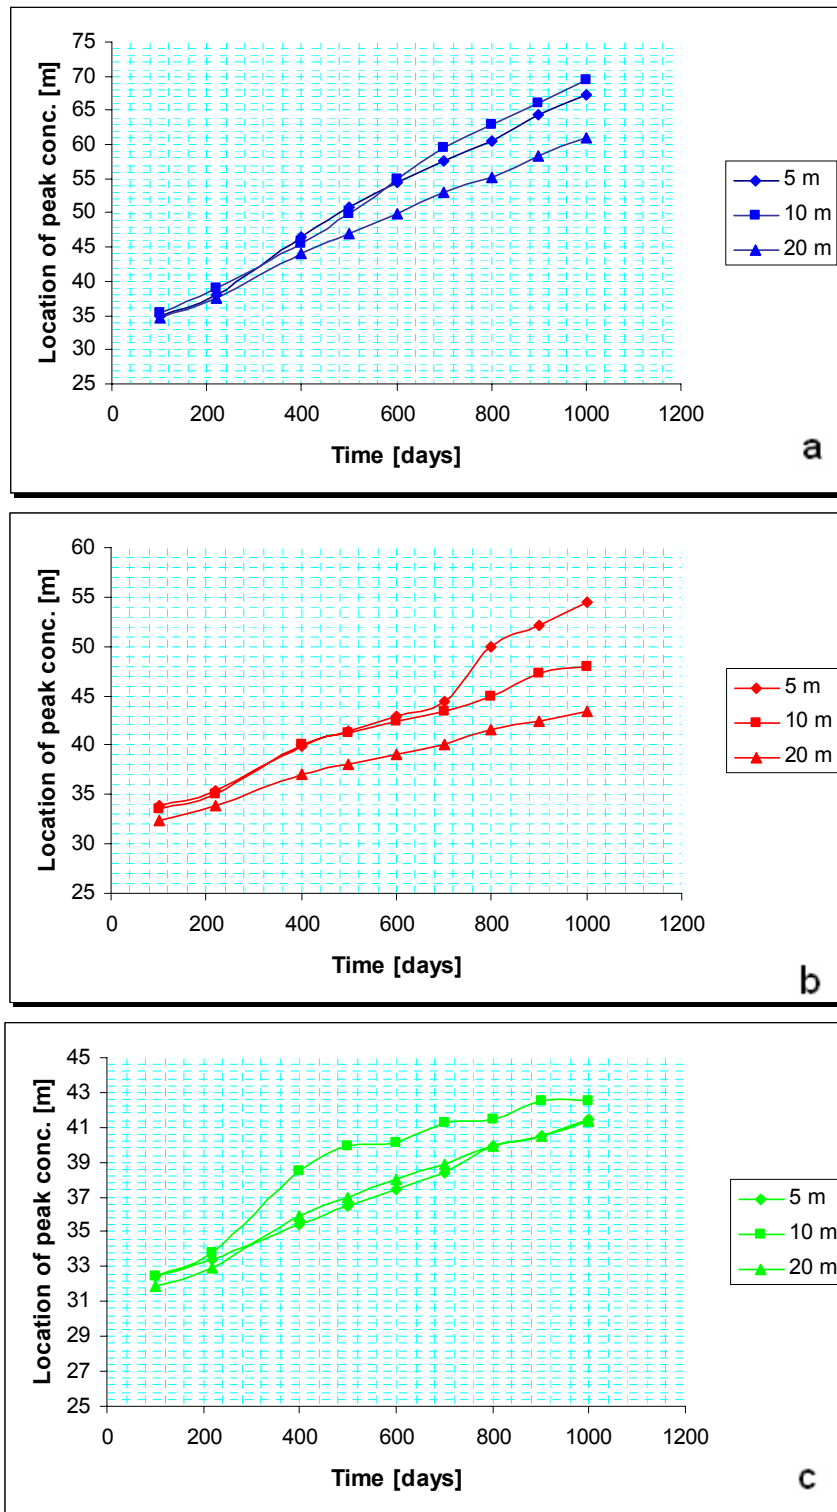 75
70
65
60
55
50
45
40
35
30
25
Location of peak conc. [m]
0 200 400 600 800 1000 1200
Time [days]
5 m
10 m
20 m
a
60
55
50
45
40
35
30
25
Location of peak conc. [m]
0 200 400 600 800 1000 1200
Time [days]
5 m
10 m
20 m
b
45
43
41
39
37
35
33
31
29
27
25
Location of peak conc. [m]
0 200 400 600 800 1000 1200
Time [days]
5 m
10 m
20 m
c